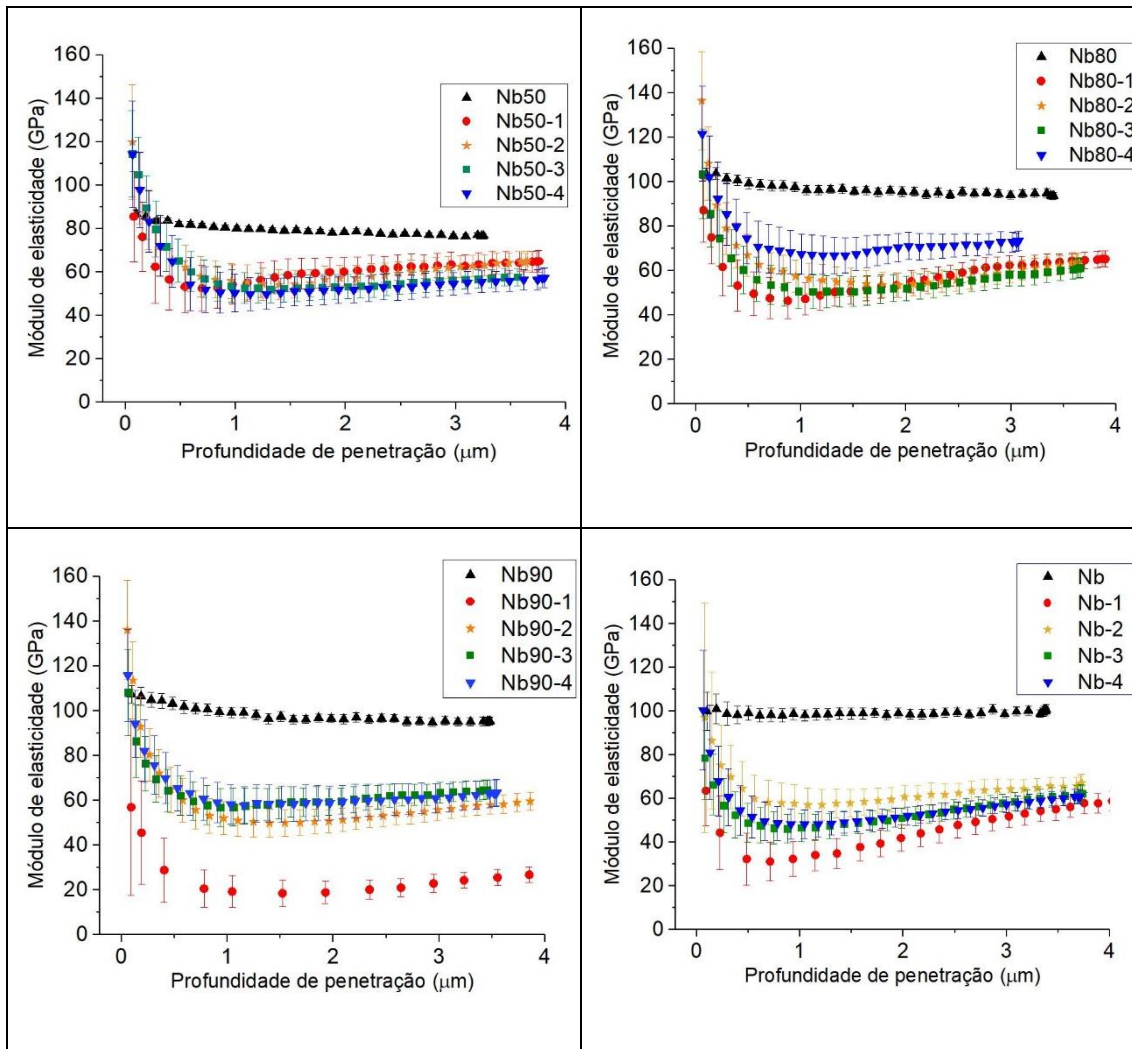 Módulo de elasticidade (GPa)
160
140
120
100
80
60
40
20
0
Nb50
Nb50-1
Nb50-2
Nb50-3
Nb50-4
0 1 2 3 4
Profundidade de penetração (μm)
Módulo de elasticidade (GPa)
160
140
120
100
80
60
40
20
0
Nb80
Nb80-1
Nb80-2
Nb80-3
Nb80-4
0 1 2 3 4
Profundidade de penetração (μm)
Módulo de elasticidade (GPa)
160
140
120
100
80
60
40
20
0
Nb90
Nb90-1
Nb90-2
Nb90-3
Nb90-4
0 1 2 3 4
Profundidade de penetração (μm)
Módulo de elasticidade (GPa)
160
140
120
100
80
60
40
20
0
Nb
Nb-1
Nb-2
Nb-3
Nb-4
0 1 2 3 4
Profundidade de penetração (μm)